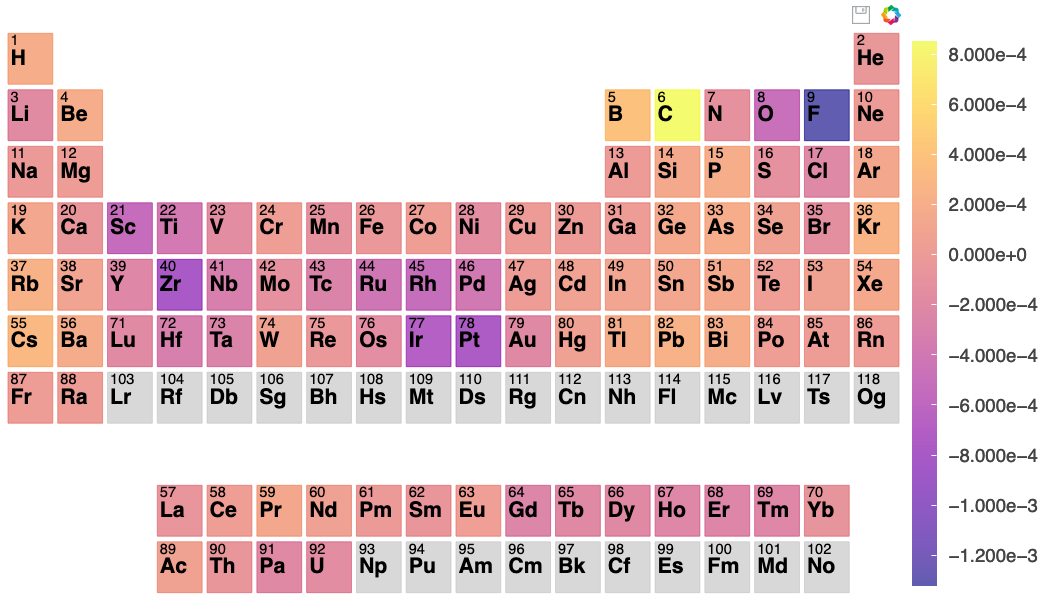 1 2
H He
3 4 5 6 7 8 9 10
Li Be B C N O F Ne
11 12 13 14 15 16 17 18
Na Mg Al Si P S Cl Ar
19 20 21 22 23 24 25 26 27 28 29 30 31 32 33 34 35 36
K Ca Sc Ti V Cr Mn Fe Co Ni Cu Zn Ga Ge As Se Br Kr
37 38 39 40 41 42 43 44 45 46 47 48 49 50 51 52 53 54
Rb Sr Y Zr Nb Mo Tc Ru Rh Pd Ag Cd In Sn Sb Te I Xe
55 56 71 72 73 74 75 76 77 78 79 80 81 82 83 84 85 86
Cs Ba Lu Hf Ta W Re Os Ir Pt Au Hg Tl Pb Bi Po At Rn
87 88 103 104 105 106 107 108 109 110 111 112 113 114 115 116 117 118
Fr Ra Lr Rf Db Sg Bh Hs Mt Ds Rg Cn Nh Fl Mc Lv Ts Og
57 58 59 60 61 62 63 64 65 66 67 68 69 70
La Ce Pr Nd Pm Sm Eu Gd Tb Dy Ho Er Tm Yb
89 90 91 92 93 94 95 96 97 98 99 100 101 102
Ac Th Pa U Np Pu Am Cm Bk Cf Es Fm Md No
8.000e−4
6.000e−4
4.000e−4
2.000e−4
0.000e+0
−2.000e−4
−4.000e−4
−6.000e−4
−8.000e−4
−1.000e−3
−1.200e−3